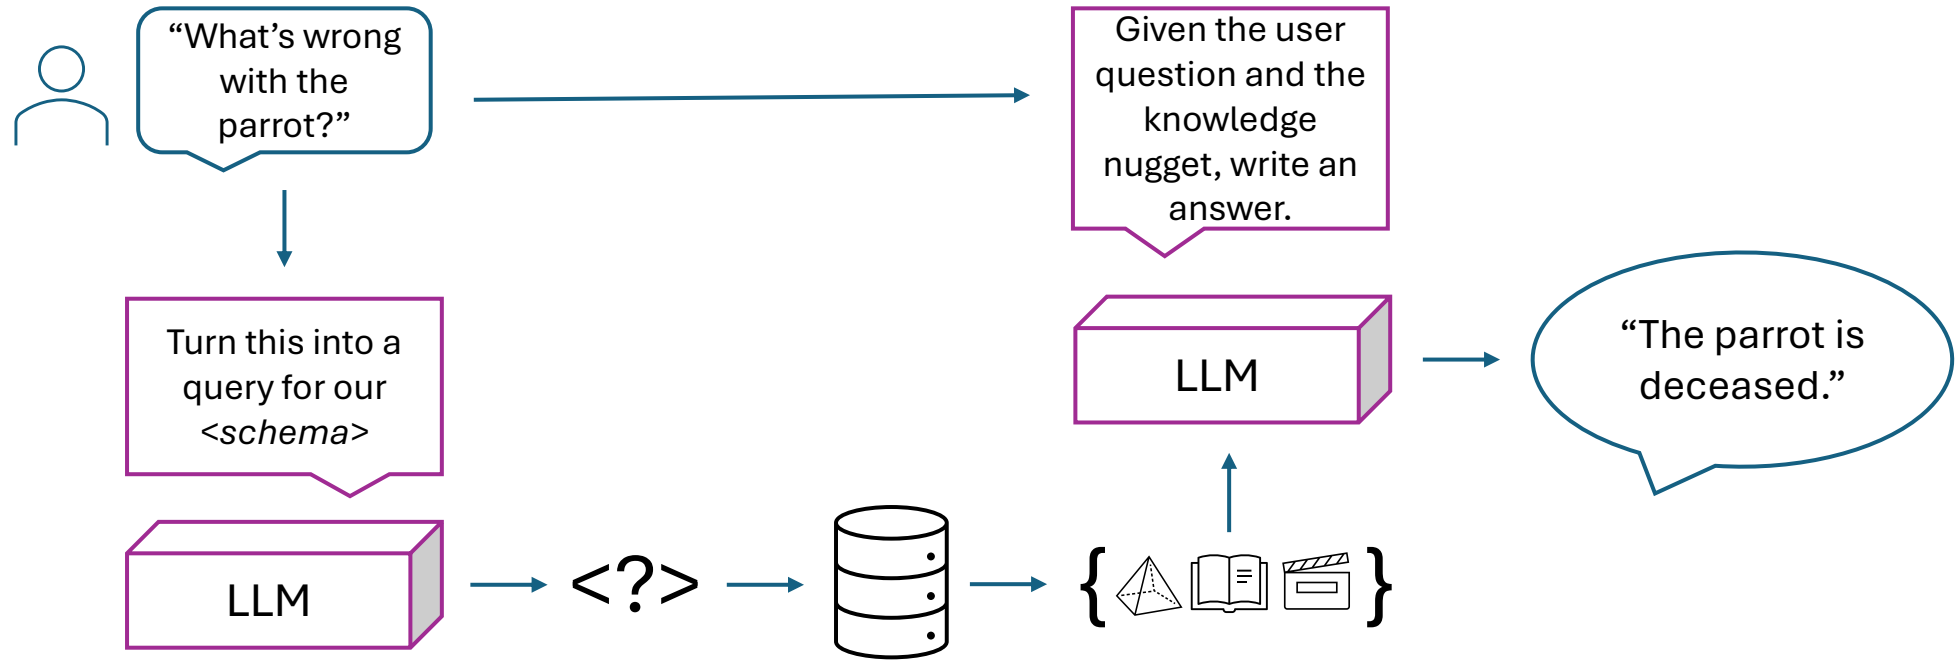 “What’s wrong
with the
parrot?”
Given the user
question and the
knowledge
nugget, write an
answer.
Turn this into a
query for our
<schema>
LLM
<?>
{ }
LLM
“The parrot is
deceased.”